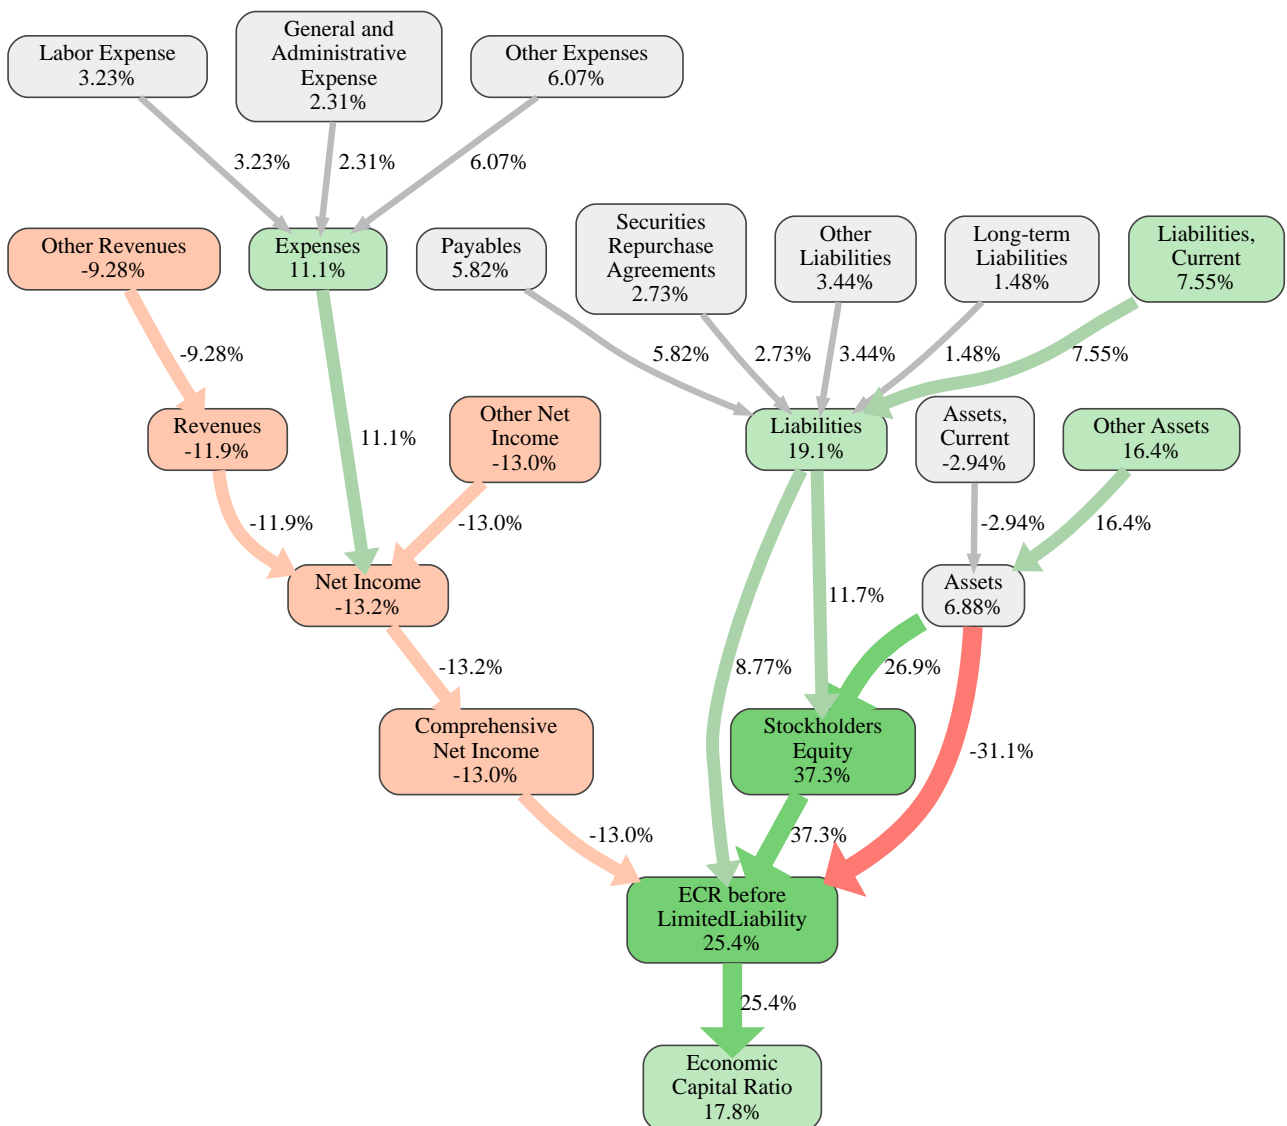 Labor Expense
3.23%
General and
Administrative
Expense
2.31%
Other Expenses
6.07%
3.23%
2.31%
6.07%
Other Revenues
-9.28%
Expenses
11.1%
Payables
5.82%
Securities
Repurchase
Agreements
2.73%
Other
Liabilities
3.44%
Long-term
Liabilities
1.48%
Liabilities,
Current
7.55%
-9.28%
5.82%
2.73%
3.44%
1.48%
7.55%
Revenues
-11.9%
11.1%
Other Net
Income
-13.0%
Liabilities
19.1%
Assets,
Current
-2.94%
Other Assets
16.4%
-11.9%
-13.0%
-2.94%
16.4%
Net Income
-13.2%
11.7%
Assets
6.88%
-13.2%
8.77%
26.9%
Comprehensive
Net Income
-13.0%
Stockholders
Equity
37.3%
-31.1%
-13.0%
37.3%
ECR before
LimitedLiability
25.4%
25.4%
Economic
Capital Ratio
17.8%